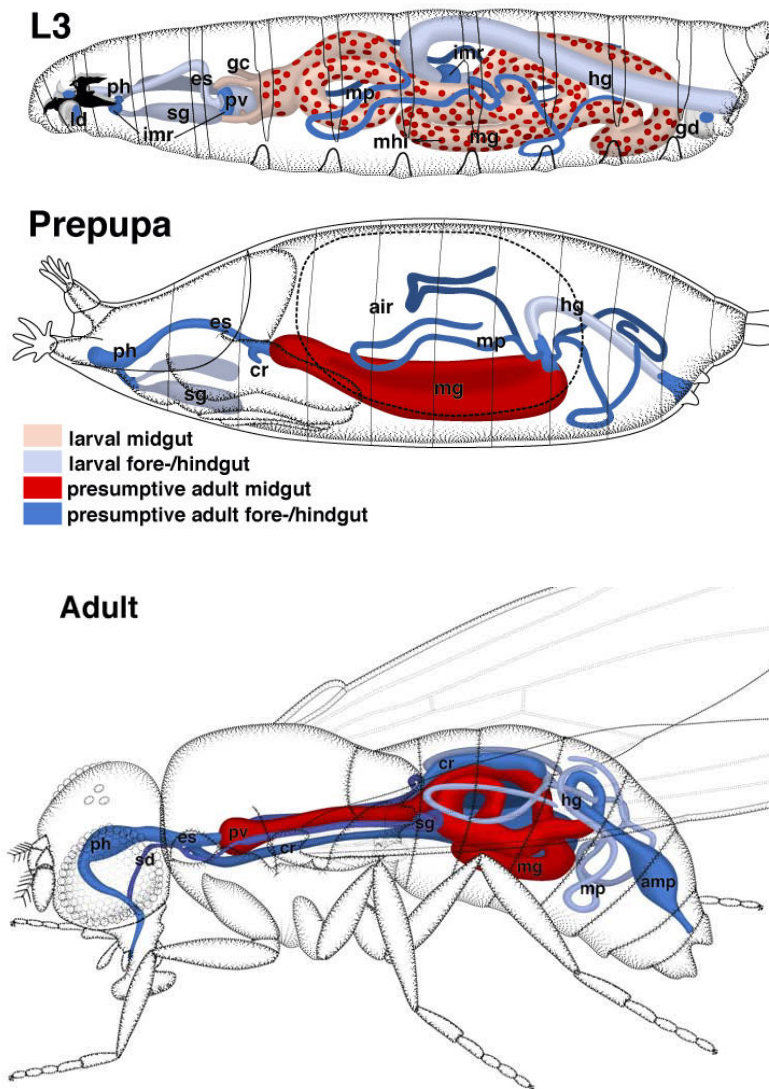 L3
ph
es
gc
imr
hg
mp
pv
ld
sg
imr
mhl
mg
gd
Prepupa
es
air
hg
ph
mp
cr
sg
mg
larval midgut
larval fore-/hindgut
presumptive adult midgut
presumptive adult fore-/hindgut
Adult
cr
hg
ph
es
pv
sg
sd
cr
mg
mp
amp